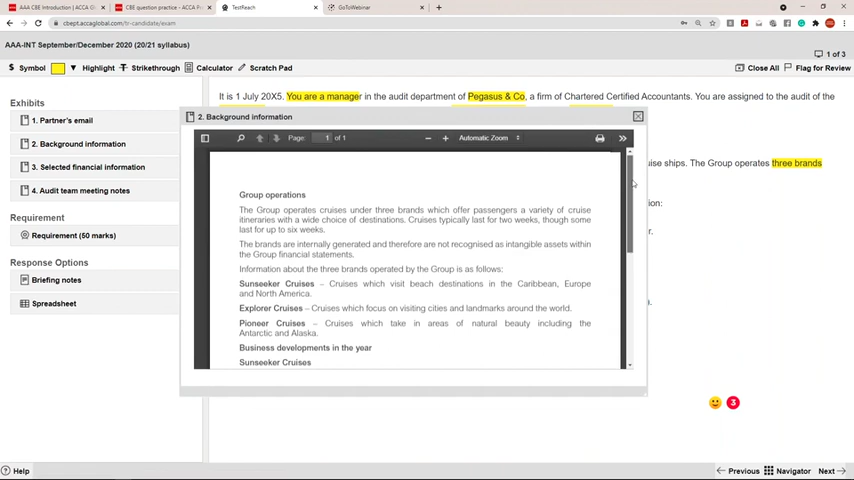 AAA CBE Introduction | ACCA G
CBE question practice | ACCA P
TestReach
GoToWebinar
cbept.accaglobal.com/tr-candidate/exam
AAA-INT September/December 2020 (20/21 syllabus)
1 of 3
Symbol Highlight Strikethrough Calculator Scratch Pad
Close All Flag for Review
Exhibits
1. Partner's email
2. Background information
3. Selected financial information
4. Audit team meeting notes
Requirement
Requirement (50 marks)
Response Options
Briefing notes
Spreadsheet
It is 1 July 20X5. You are a manager in the audit department of Pegasus & Co, a firm of Chartered Certified Accountants. You are assigned to the audit of the
uise ships. The Group operates three brands
ion:
2. Background information
Page: 1 of 1
Automatic Zoom
Group operations
The Group operates cruises under three brands which offer passengers a variety of cruise
itineraries with a wide choice of destinations. Cruises typically last for two weeks, though some
last for up to six weeks.
The brands are internally generated and therefore are not recognised as intangible assets within
the Group financial statements.
Information about the three brands operated by the Group is as follows:
Sunseeker Cruises – Cruises which visit beach destinations in the Caribbean, Europe
and North America.
Explorer Cruises – Cruises which focus on visiting cities and landmarks around the world.
Pioneer Cruises – Cruises which take in areas of natural beauty including the
Antarctic and Alaska.
Business developments in the year
Sunseeker Cruises
3
Help
Previous Navigator Next